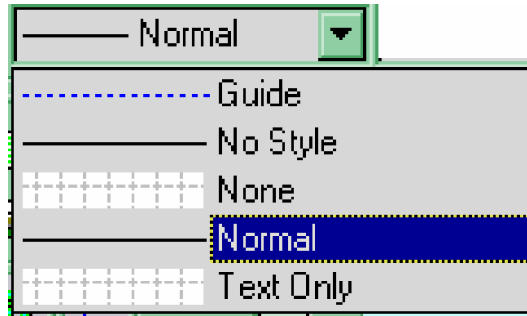 Normal
Guide
No Style
None
Normal
Text Only